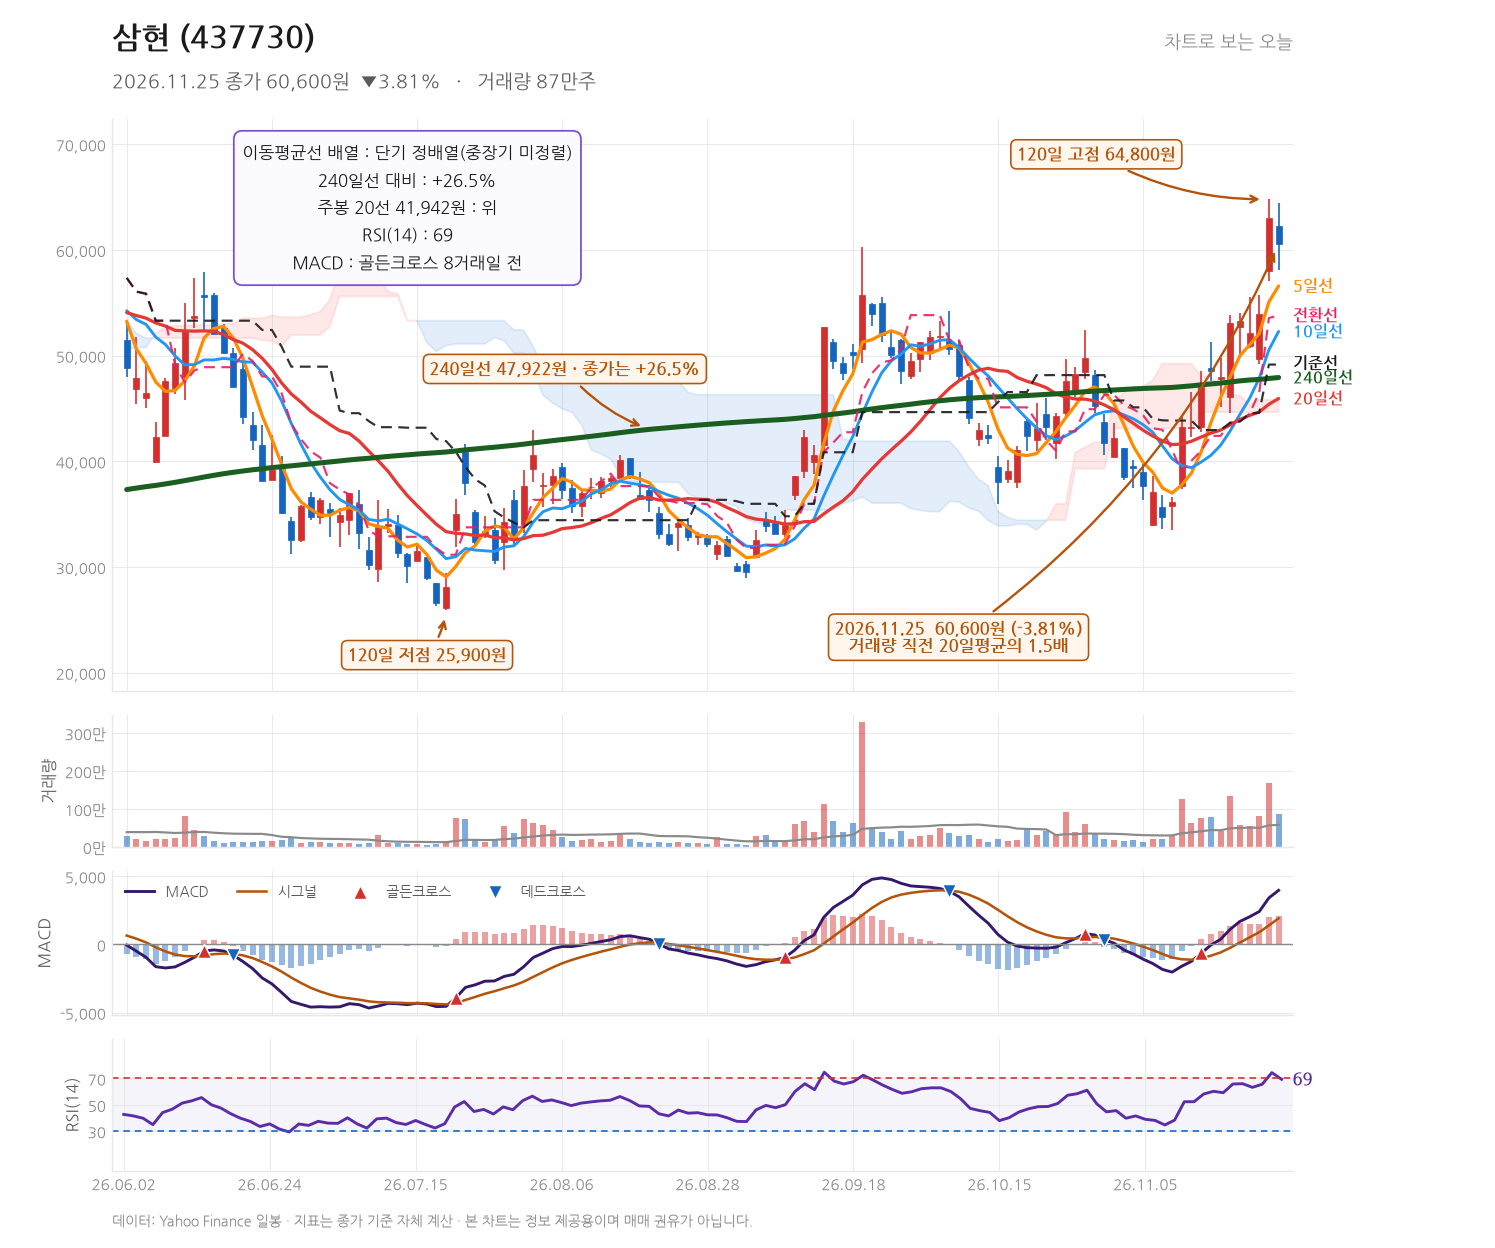 삼현 (437730)
차트로 보는 오늘
2026.11.25 종가 60,600원 ▼3.81% · 거래량 87만주
70,000
60,000
50,000
40,000
30,000
20,000
이동평균선 배열 : 단기 정배열(중장기 미정렬)
240일선 대비 : +26.5%
주봉 20선 41,942원 : 위
RSI(14) : 69
MACD : 골든크로스 8거래일 전
120일 고점 64,800원
240일선 47,922원 · 종가는 +26.5%
120일 저점 25,900원
2026.11.25 60,600원 (-3.81%)
거래량 직전 20일평균의 1.5배
5일선
전환선
10일선
기준선
240일선
20일선
거래량
300만
200만
100만
0만
MACD
5,000
0
-5,000
MACD
시그널
골든크로스
데드크로스
RSI(14)
70
50
30
69
26.06.02
26.06.24
26.07.15
26.08.06
26.08.28
26.09.18
26.10.15
26.11.05
데이터: Yahoo Finance 일봉 · 지표는 종가 기준 자체 계산 · 본 차트는 정보 제공용이며 매매 권유가 아닙니다.